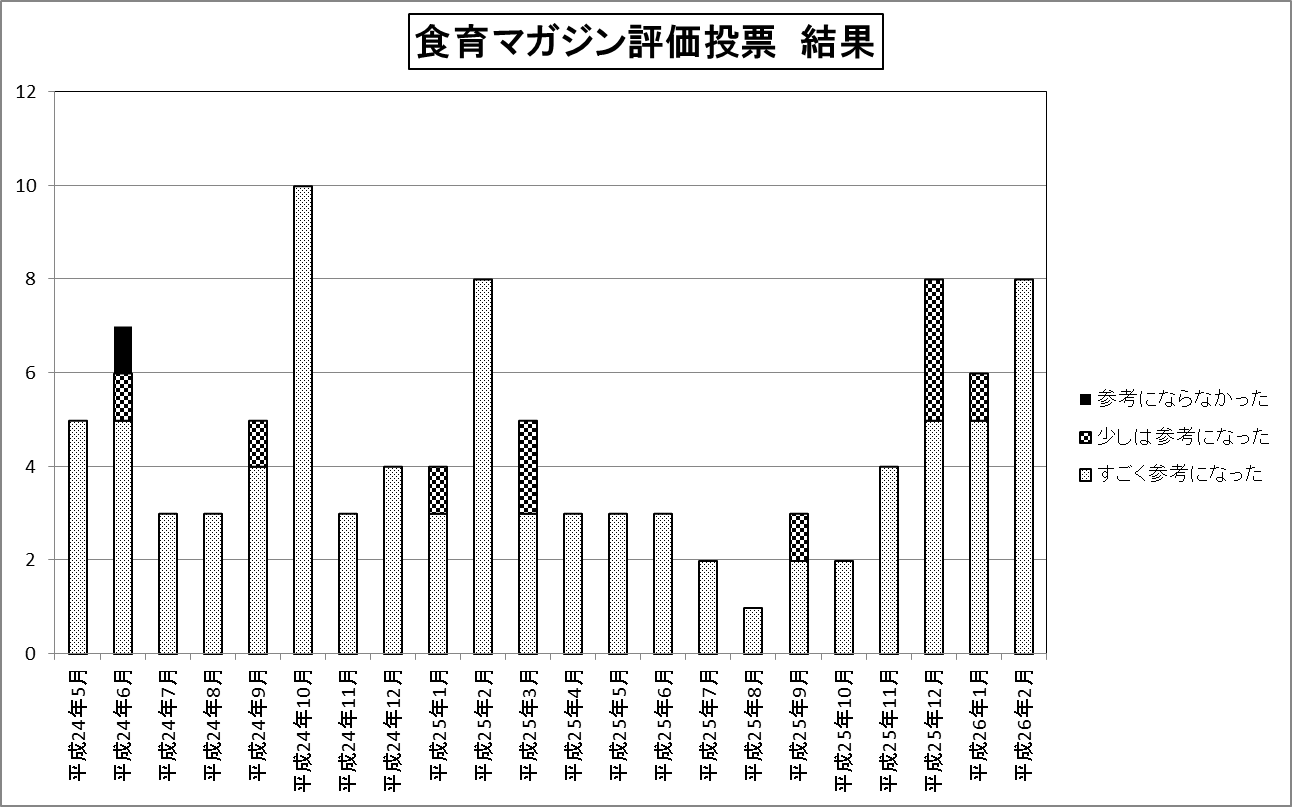 食育マガジン評価投票　結果
12
10
8
6
4
2
0
平成24年5月
平成24年6月
平成24年7月
平成24年8月
平成24年9月
平成24年10月
平成24年11月
平成24年12月
平成25年1月
平成25年2月
平成25年3月
平成25年4月
平成25年5月
平成25年6月
平成25年7月
平成25年8月
平成25年9月
平成25年10月
平成25年11月
平成25年12月
平成26年1月
平成26年2月
参考にならなかった
少しは参考になった
すごく参考になった